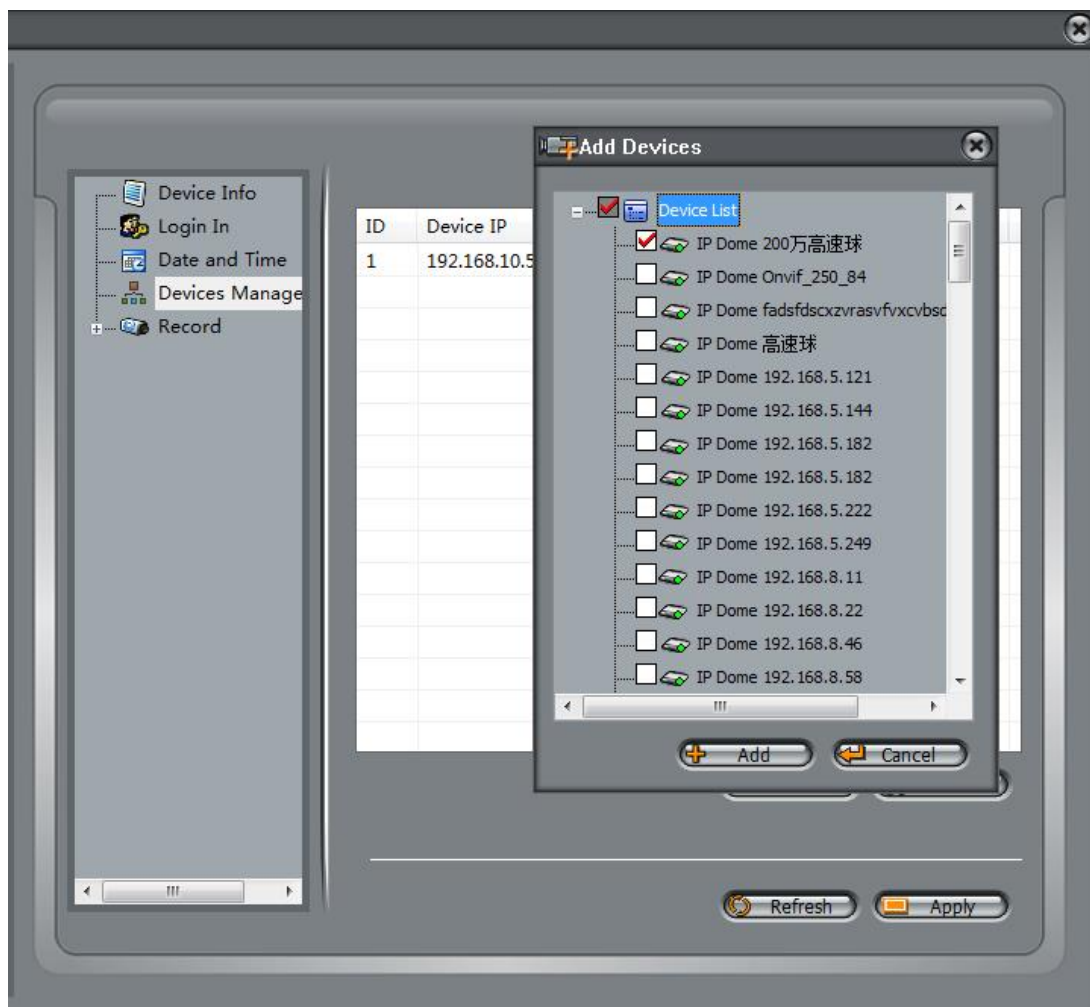 Add Devices
Device Info
Login In
Date and Time
Devices Manage
Record
ID Device IP
1 192.168.10.5
Device List
IP Dome 200万高速球
IP Dome Onvif_250_84
IP Dome fadsfdscxzvrasvfvxcvbsc
IP Dome 高速球
IP Dome 192.168.5.121
IP Dome 192.168.5.144
IP Dome 192.168.5.182
IP Dome 192.168.5.182
IP Dome 192.168.5.222
IP Dome 192.168.5.249
IP Dome 192.168.8.11
IP Dome 192.168.8.22
IP Dome 192.168.8.46
IP Dome 192.168.8.58
Add Cancel
Refresh Apply